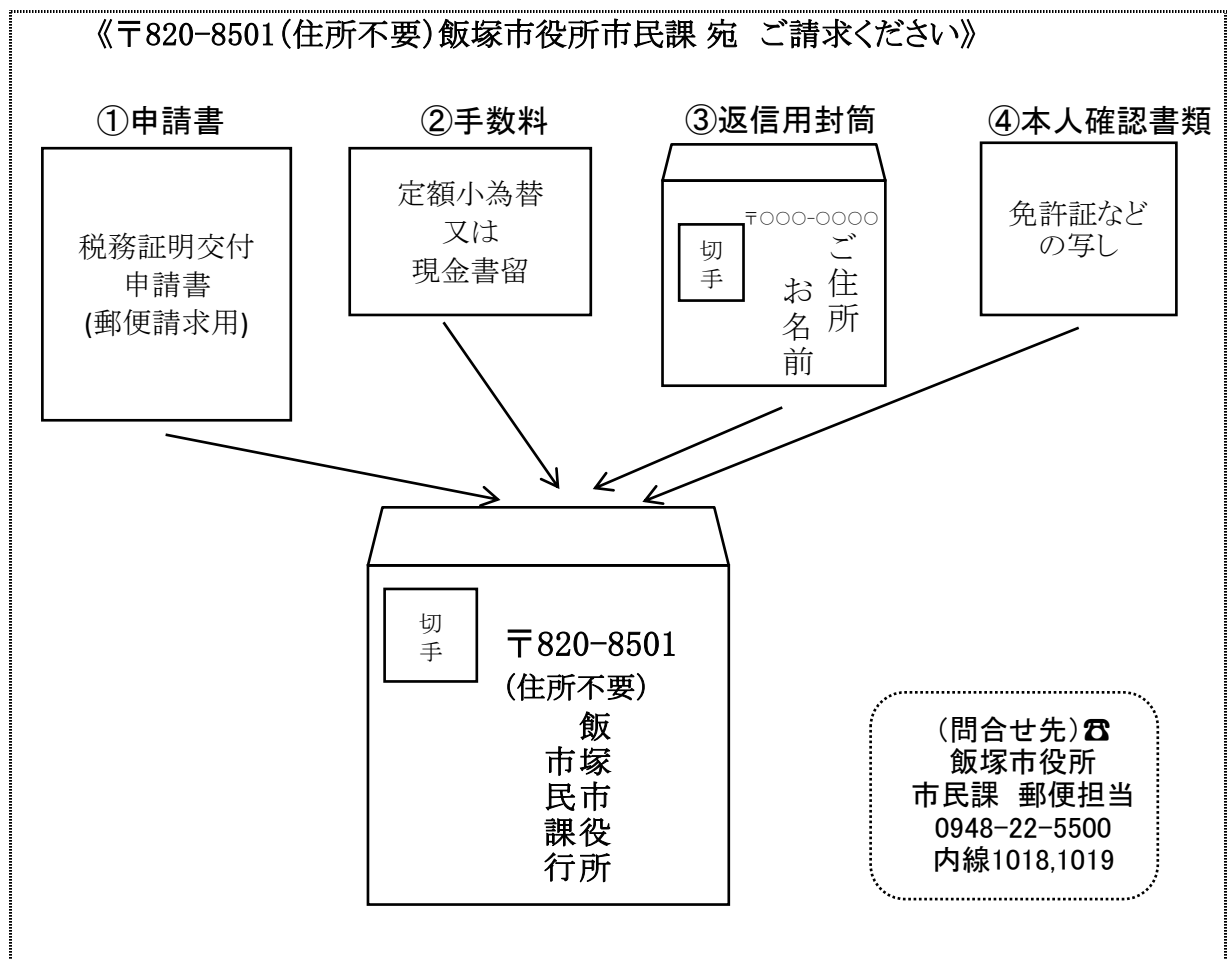 《〒820-8501(住所不要)飯塚市役所市民課 宛 ご請求ください》
①申請書
税務証明交付
申請書
(郵便請求用)
②手数料
定額小為替
又は
現金書留
③返信用封筒
〒○○○-○○○○
切手
ご住所
お名前
④本人確認書類
免許証など
の写し
切手
〒820-8501
(住所不要)
飯塚市役所
市民課行
(問合せ先)☎
飯塚市役所
市民課 郵便担当
0948-22-5500
内線1018,1019